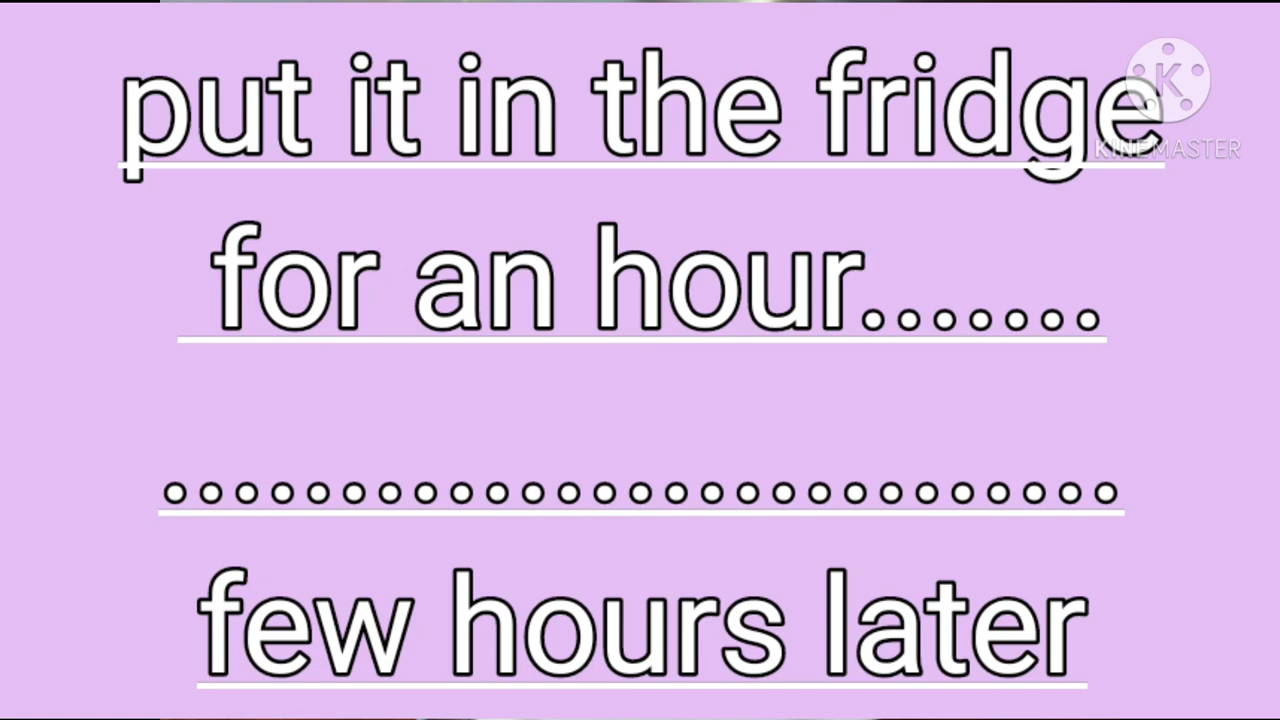 put it in the fridge
KINEMASTER
for an hour.......
...........................
few hours later